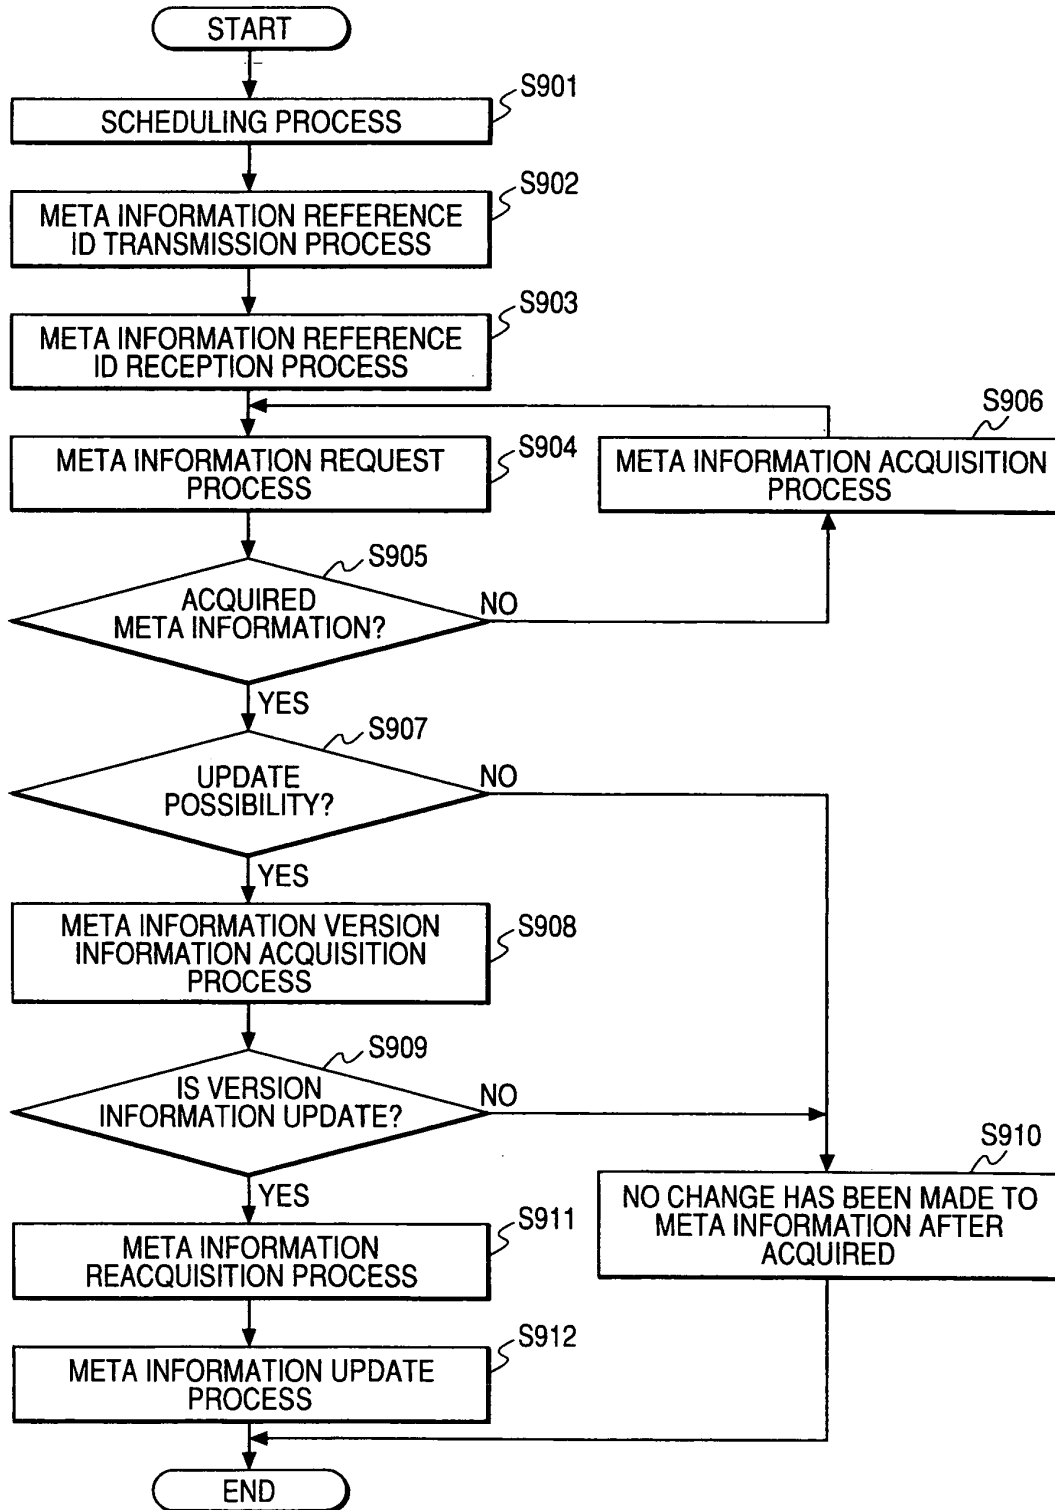 START
S901
SCHEDULING PROCESS
S902
META INFORMATION REFERENCE
ID TRANSMISSION PROCESS
S903
META INFORMATION REFERENCE
ID RECEPTION PROCESS
S904
META INFORMATION REQUEST
PROCESS
S906
META INFORMATION ACQUISITION
PROCESS
S905
ACQUIRED
META INFORMATION?
NO
YES
S907
UPDATE
POSSIBILITY?
NO
YES
S908
META INFORMATION VERSION
INFORMATION ACQUISITION
PROCESS
S909
IS VERSION
INFORMATION UPDATE?
NO
YES
S910
NO CHANGE HAS BEEN MADE TO
META INFORMATION AFTER
ACQUIRED
S911
META INFORMATION
REACQUISITION PROCESS
S912
META INFORMATION UPDATE
PROCESS
END